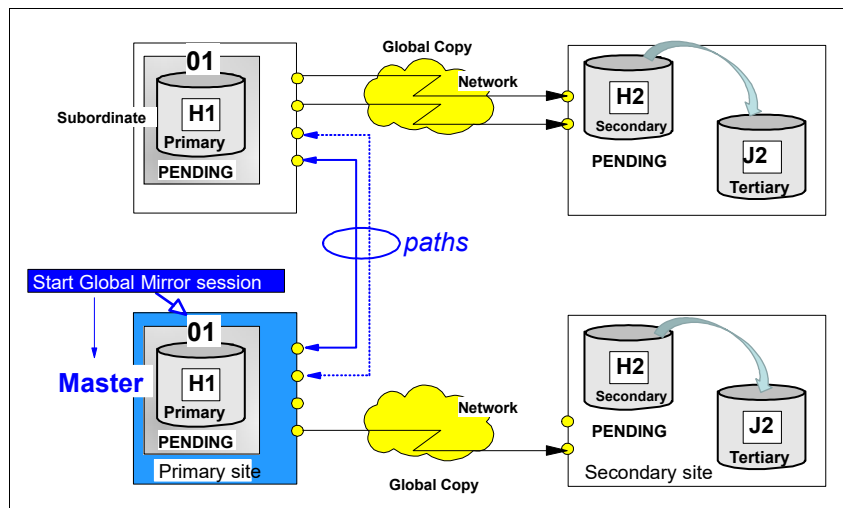 Global Copy
01
Network
H1
H2
Subordinate
Secondary
Primary
J2
PENDING
PENDING
Tertiary
paths
Start Global Mirror session
01
H2
Master
H1
Network
Secondary
Primary
J2
PENDING
PENDING
Tertiary
Primary site
Secondary site
Global Copy